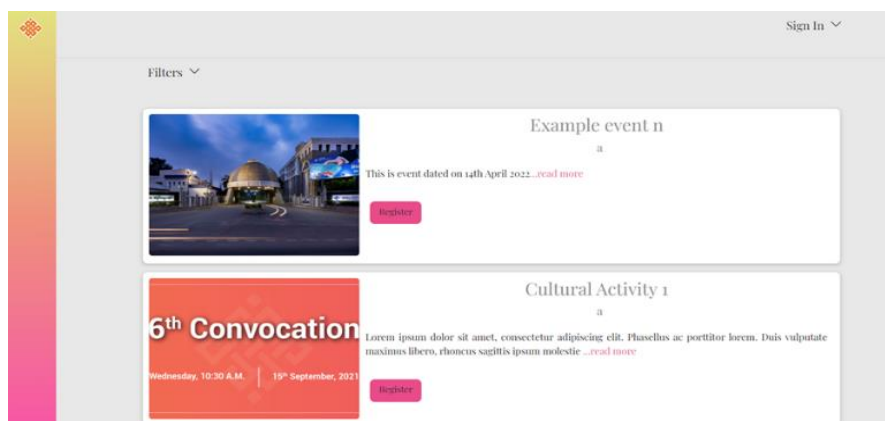 Sign In
Filters
Example event n
a
This is event dated on 14th April 2022...read more
Register
Cultural Activity 1
a
6th Convocation
Lorem ipsum dolor sit amet, consectetur adipiscing elit. Phasellus ac porttitor lorem. Duis vulputate
maximus libero, rhoncus sagittis ipsum molestie ...read more
Wednesday, 10:30 A.M. 15th September, 2021
Register